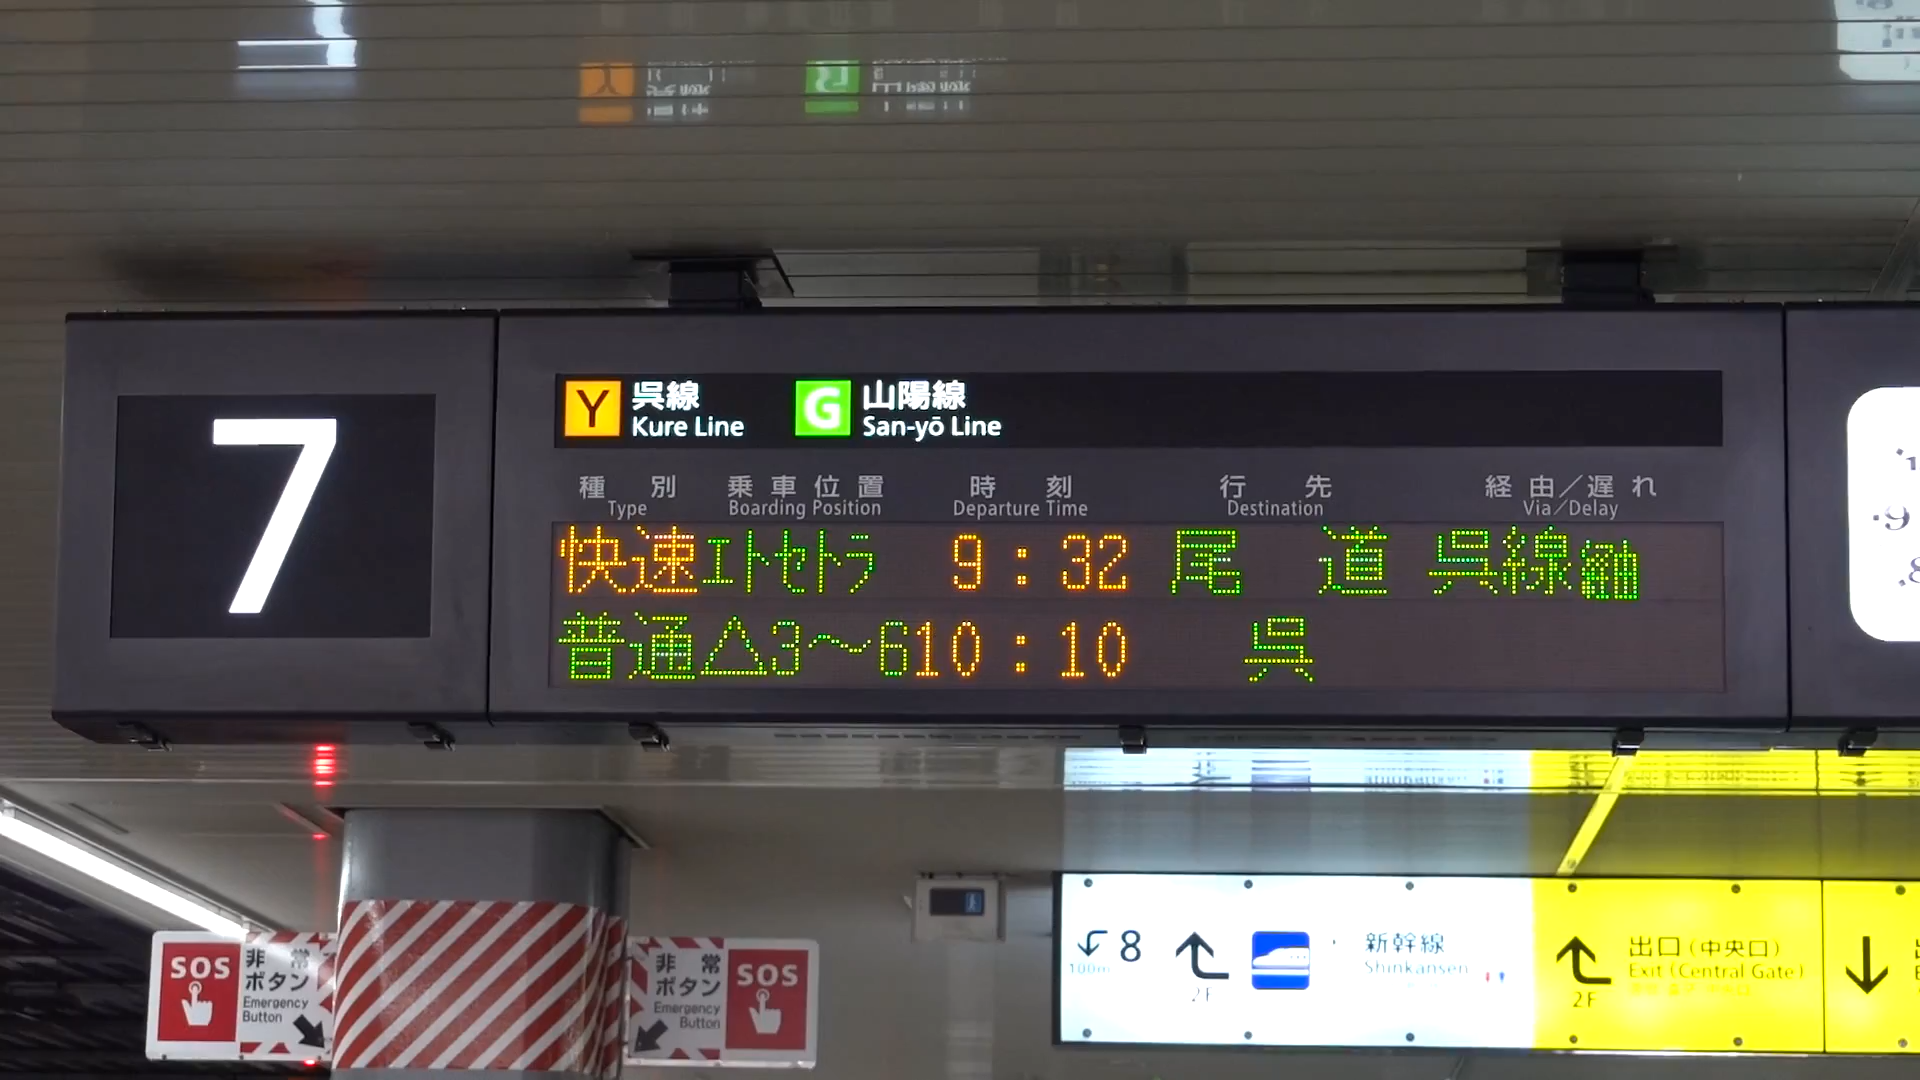 7
Y 呉線 G 山陽線
Kure Line San-yō Line
種別 乗車位置 時刻 行先 経由/遅れ
Type Boarding Position Departure Time Destination Via/Delay
快速 エトセトラ 9:32 尾道 呉線経由
普通 △3〜6 10:10 呉
SOS 非常ボタン
Emergency Button
非常ボタン SOS
Emergency Button
8 新幹線 出口(中央口)
100m 2F Shinkansen 2F Exit (Central Gate)